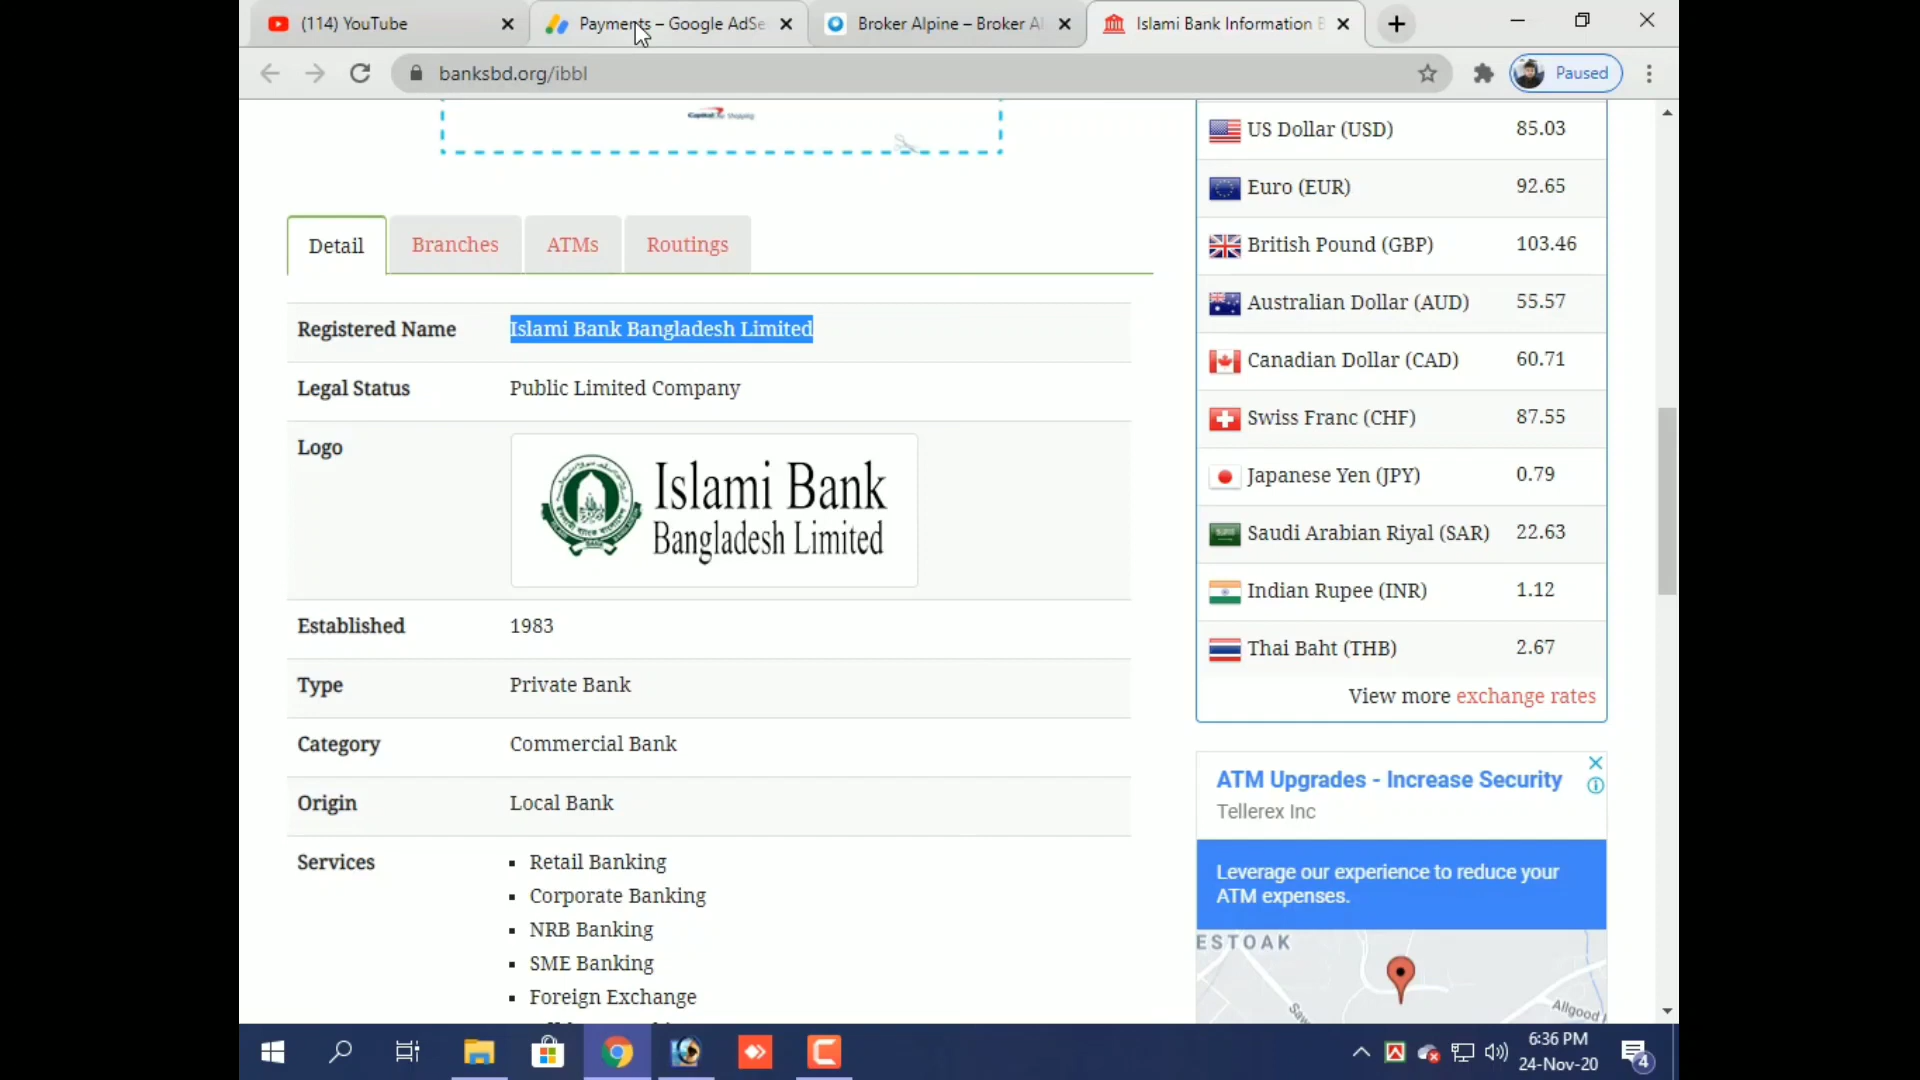 (114) YouTube
Payments – Google AdSe
Broker Alpine – Broker Al
Islami Bank Information B
banksbd.org/ibbl
Paused
Detail
Branches
ATMs
Routings
Registered Name Islami Bank Bangladesh Limited
Legal Status Public Limited Company
Logo
Islami Bank
Bangladesh Limited
Established 1983
Type Private Bank
Category Commercial Bank
Origin Local Bank
Services
Retail Banking
Corporate Banking
NRB Banking
SME Banking
Foreign Exchange
US Dollar (USD) 85.03
Euro (EUR) 92.65
British Pound (GBP) 103.46
Australian Dollar (AUD) 55.57
Canadian Dollar (CAD) 60.71
Swiss Franc (CHF) 87.55
Japanese Yen (JPY) 0.79
Saudi Arabian Riyal (SAR) 22.63
Indian Rupee (INR) 1.12
Thai Baht (THB) 2.67
View more exchange rates
ATM Upgrades - Increase Security
Tellerex Inc
Leverage our experience to reduce your
ATM expenses.
ESTOAK
Allgood
6:36 PM
24-Nov-20
4